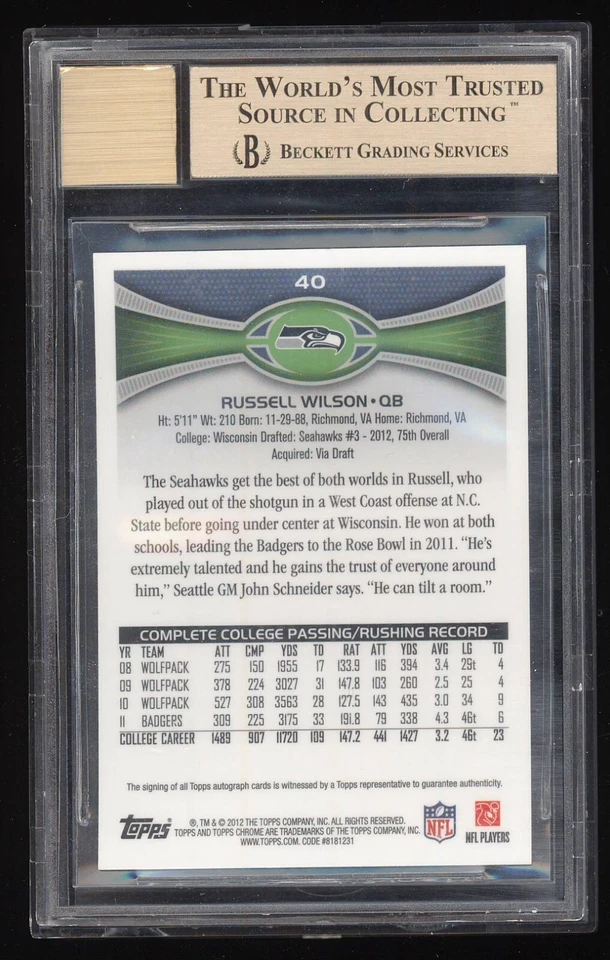 THE WORLD'S MOST TRUSTED
SOURCE IN COLLECTING™
B BECKETT GRADING SERVICES
40
RUSSELL WILSON • QB
Ht: 5'11" Wt: 210 Born: 11-29-88, Richmond, VA Home: Richmond, VA
College: Wisconsin Drafted: Seahawks #3 - 2012, 75th Overall
Acquired: Via Draft
The Seahawks get the best of both worlds in Russell, who
played out of the shotgun in a West Coast offense at N.C.
State before going under center at Wisconsin. He won at both
schools, leading the Badgers to the Rose Bowl in 2011. “He's
extremely talented and he gains the trust of everyone around
him,” Seattle GM John Schneider says. “He can tilt a room.”
COMPLETE COLLEGE PASSING/RUSHING RECORD
YR TEAM ATT CMP YDS TD RAT ATT YDS AVG LG TD
08 WOLFPACK 275 150 1955 17 133.9 116 394 3.4 29t 4
09 WOLFPACK 378 224 3027 31 147.8 103 260 2.5 25 4
10 WOLFPACK 527 308 3563 28 127.5 143 435 3.0 34 9
11 BADGERS 309 225 3175 33 191.8 79 338 4.3 46t 6
COLLEGE CAREER 1489 907 11720 109 147.2 441 1427 3.2 46t 23
The signing of all Topps autograph cards is witnessed by a Topps representative to guarantee authenticity.
Topps ®, TM & © 2012 THE TOPPS COMPANY, INC. ALL RIGHTS RESERVED.
TOPPS AND TOPPS CHROME ARE TRADEMARKS OF THE TOPPS COMPANY, INC.
WWW.TOPPS.COM. CODE #8181231
NFL
NFL PLAYERS